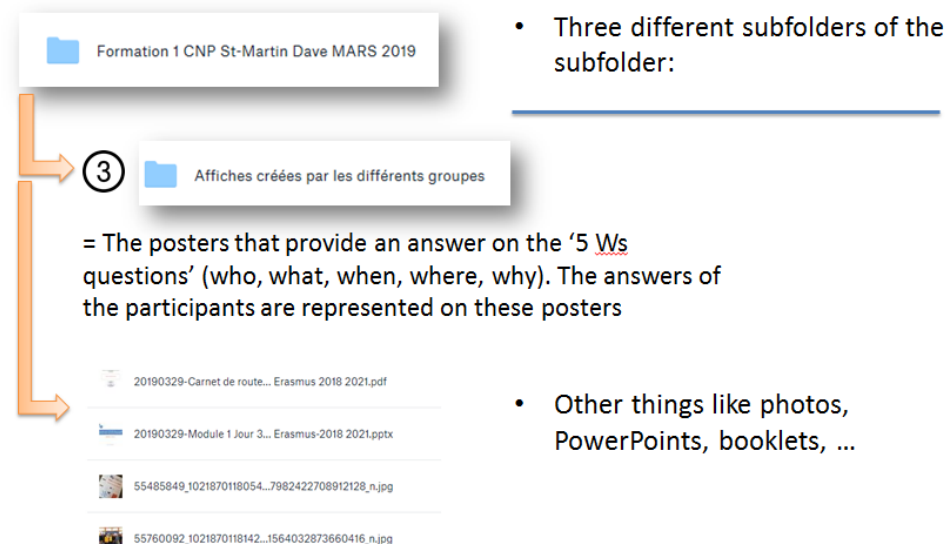 Formation 1 CNP St-Martin Dave MARS 2019
• Three different subfolders of the
subfolder:
3
Affiches créées par les différents groupes
= The posters that provide an answer on the ‘5 Ws
questions’ (who, what, when, where, why). The answers of
the participants are represented on these posters
20190329-Carnet de route... Erasmus 2018 2021.pdf
20190329-Module 1 Jour 3... Erasmus-2018 2021.pptx
55485849_1021870118054...7982422708912128_n.jpg
55760092_1021870118142...1564032873660416_n.jpg
• Other things like photos,
PowerPoints, booklets, …